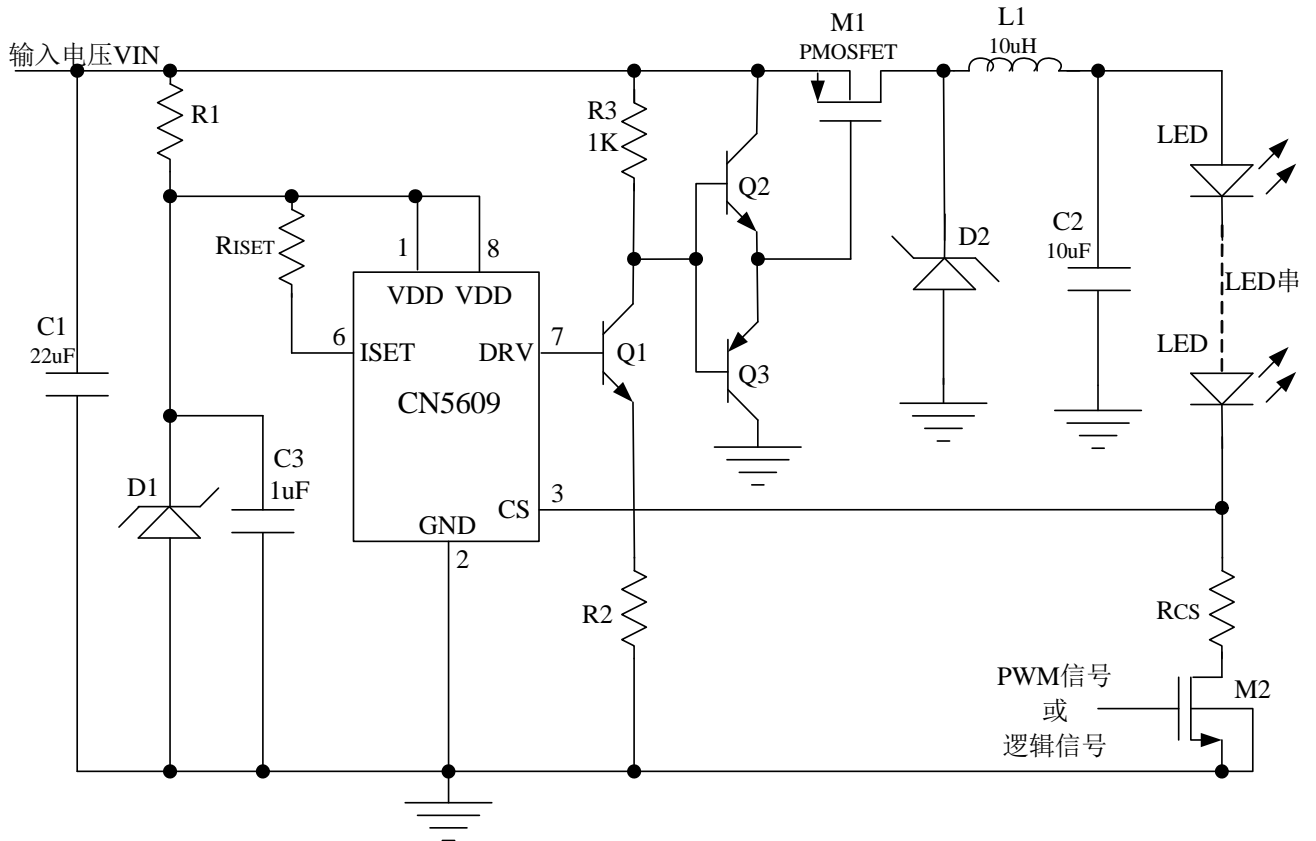 输入电压VIN
M1
PMOSFET
L1
10uH
R1
R3
1K
Q2
LED
RISET
1
8
VDD VDD
D2
C2
10uF
LED串
C1
22uF
6
ISET
DRV
7
Q1
Q3
LED
CN5609
D1
C3
1uF
CS
3
GND
2
R2
RCS
PWM信号
或
逻辑信号
M2